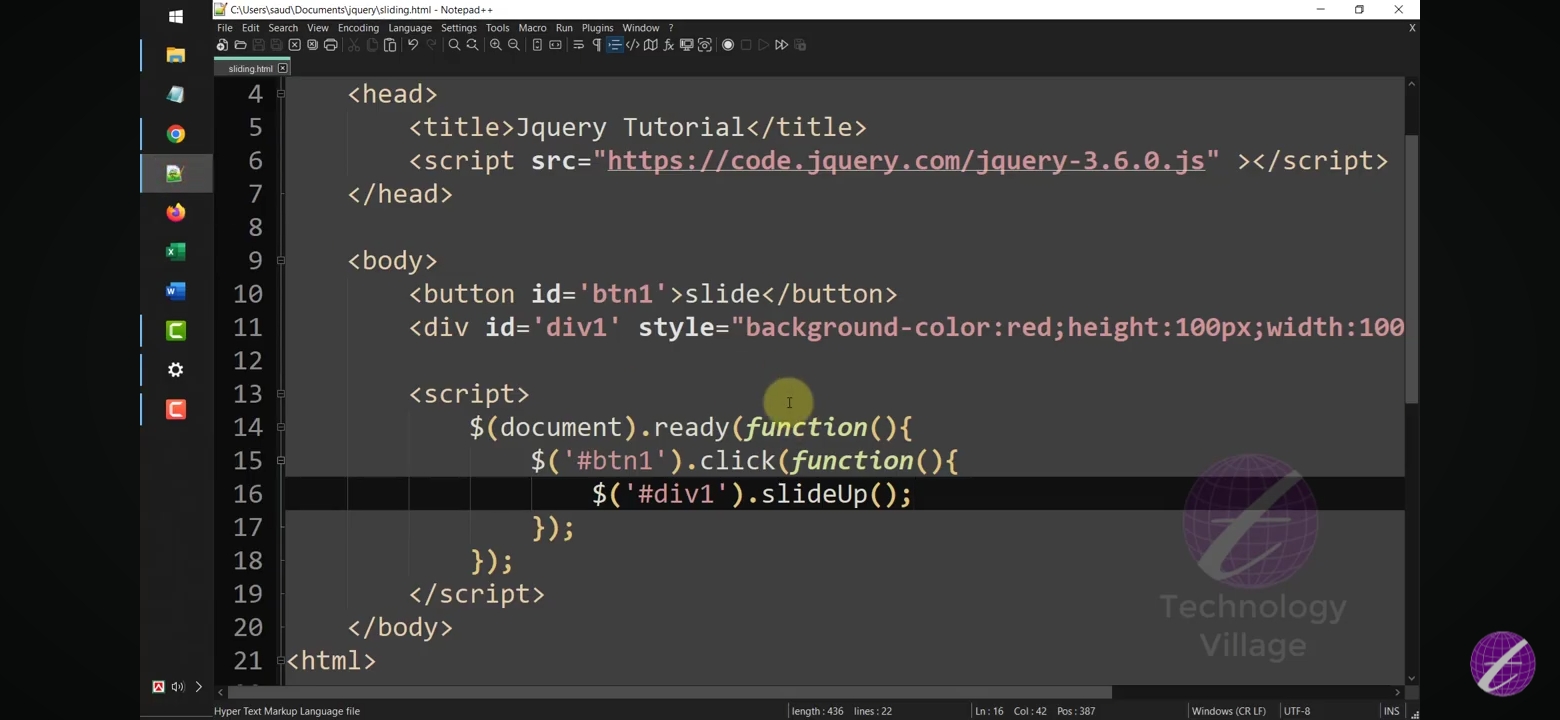 C:\Users\saud\Documents\jquery\sliding.html - Notepad++
File Edit Search View Encoding Language Settings Tools Macro Run Plugins Window ? X
sliding.html
4 <head>
5 <title>Jquery Tutorial</title>
6 <script src="https://code.jquery.com/jquery-3.6.0.js" ></script>
7 </head>
8
9 <body>
10 <button id='btn1'>slide</button>
11 <div id='div1' style="background-color:red;height:100px;width:100
12
13 <script>
14 $(document).ready(function(){
15 $('#btn1').click(function(){
16 $('#div1').slideUp();
17 });
18 });
19 </script>
20 </body>
21 <html>
Technology
Village
Hyper Text Markup Language file length : 436 lines : 22 Ln : 16 Col : 42 Pos : 387 Windows (CR LF) UTF-8 INS